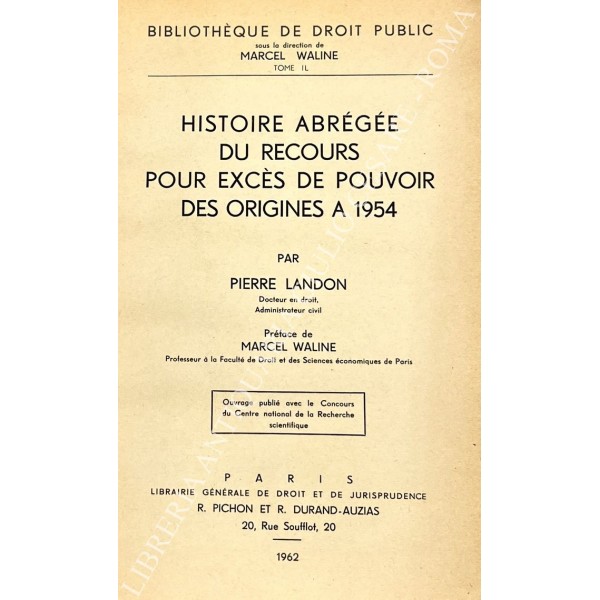 BIBLIOTHÈQUE DE DROIT PUBLIC
sous la direction de
MARCEL WALINE
TOME IL
HISTOIRE ABRÉGÉE
DU RECOURS
POUR EXCÈS DE POUVOIR
DES ORIGINES A 1954
PAR
PIERRE LANDON
Docteur en droit,
Administrateur civil
Préface de
MARCEL WALINE
Professeur à la Faculté de Droit et des Sciences économiques de Paris
Ouvrage publié avec le Concours
du Centre national de la Recherche
scientifique
PARIS
LIBRAIRIE GÉNÉRALE DE DROIT ET DE JURISPRUDENCE
R. PICHON ET R. DURAND-AUZIAS
20, Rue Soufflot, 20
1962